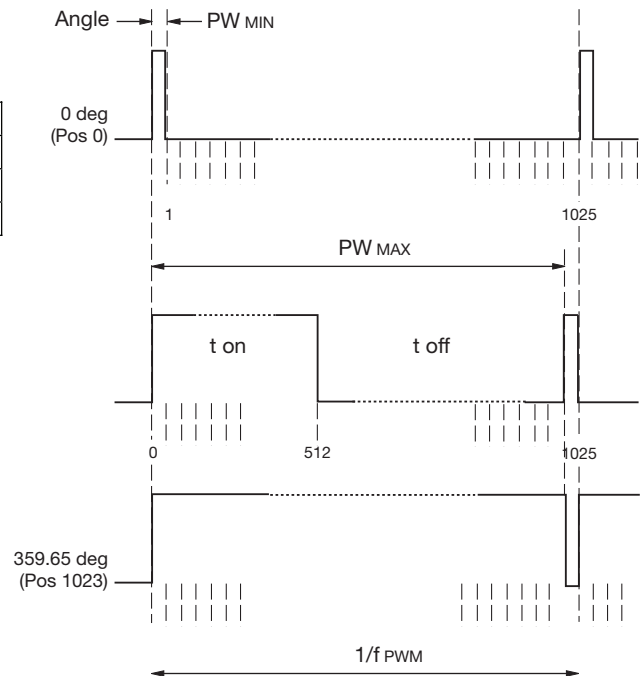 Angle PW MIN
0 deg
(Pos 0)
1 1025
PW MAX
t on t off
0 512 1025
359.65 deg
(Pos 1023)
1/f PWM